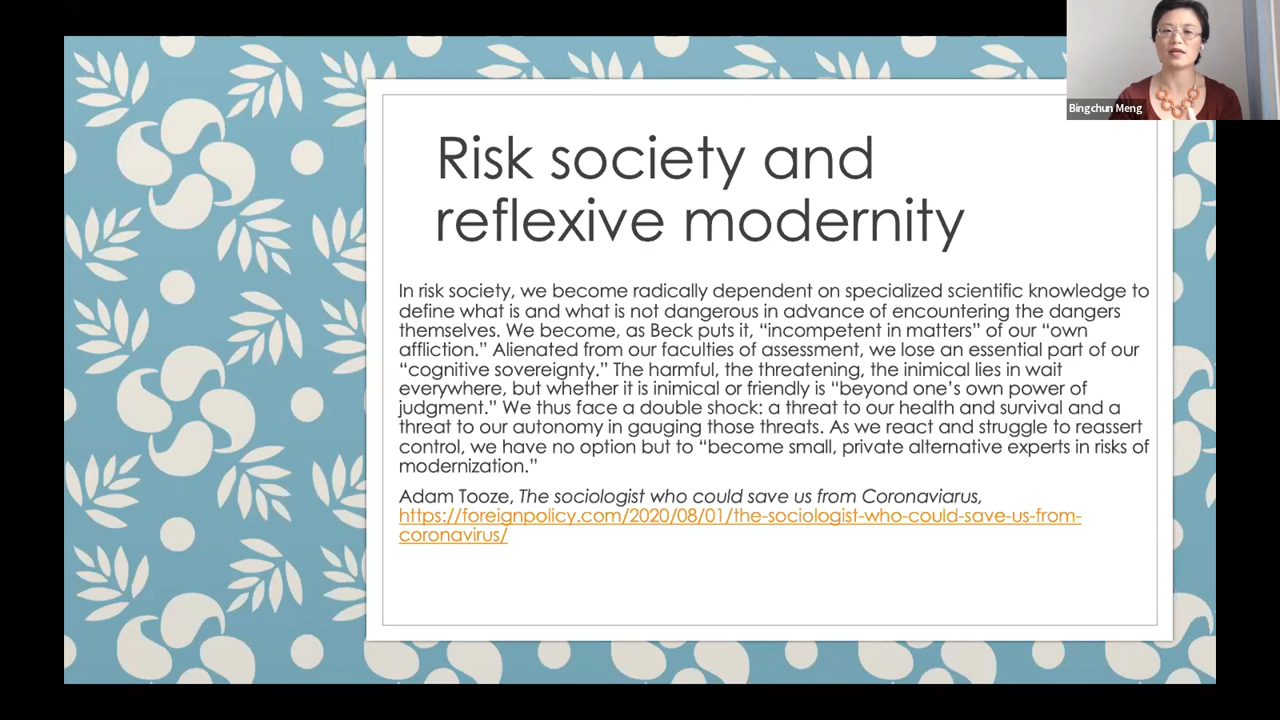 Bingchun Meng
Risk society and
reflexive modernity
In risk society, we become radically dependent on specialized scientific knowledge to
define what is and what is not dangerous in advance of encountering the dangers
themselves. We become, as Beck puts it, “incompetent in matters” of our “own
affliction.” Alienated from our faculties of assessment, we lose an essential part of our
“cognitive sovereignty.” The harmful, the threatening, the inimical lies in wait
everywhere, but whether it is inimical or friendly is “beyond one’s own power of
judgment.” We thus face a double shock: a threat to our health and survival and a
threat to our autonomy in gauging those threats. As we react and struggle to reassert
control, we have no option but to “become small, private alternative experts in risks of
modernization.”
Adam Tooze, The sociologist who could save us from Coronaviarus,
https://foreignpolicy.com/2020/08/01/the-sociologist-who-could-save-us-from-
coronavirus/